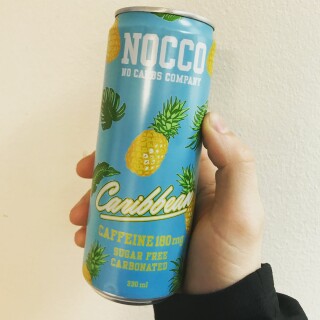 NOCCO
NO CARBS COMPANY
Caribbean
CAFFEINE 180 mg
SUGAR FREE
CARBONATED
330 ml